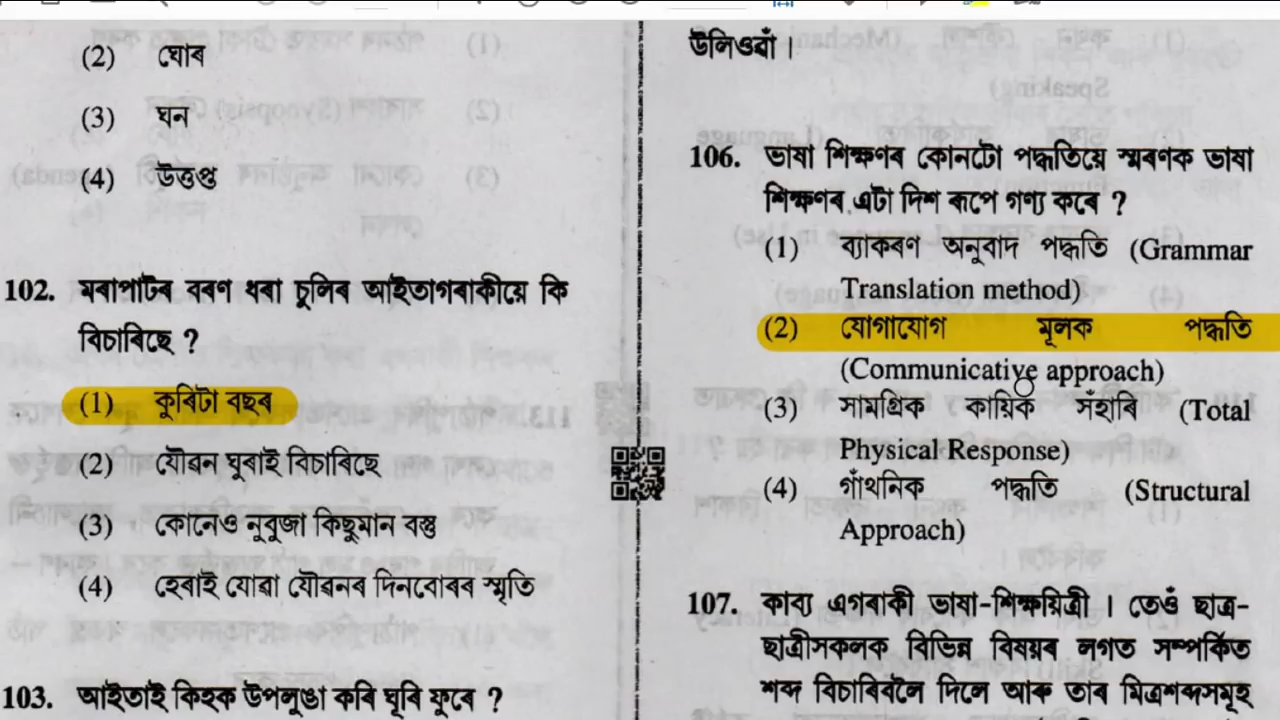 (2) ঘোৰ
(3) ঘন
(4) উত্তপ্ত
102. মৰাপাটৰ বৰণ ধৰা চুলিৰ আইতাগৰাকীয়ে কি
বিচাৰিছে ?
(1) কুৰিটা বছৰ
(2) যৌৱন ঘুৰাই বিচাৰিছে
(3) কোনেও নুবুজা কিছুমান বস্তু
(4) হেৰাই যোৱা যৌৱনৰ দিনবোৰৰ স্মৃতি
103. আইতাই কিহক উপলুঙা কৰি ঘূৰি ফুৰে ?
উলিওৱাঁ ।
106. ভাষা শিক্ষণৰ কোনটো পদ্ধতিয়ে স্মৰণক ভাষা
শিক্ষণৰ এটা দিশ ৰূপে গণ্য কৰে ?
(1) ব্যাকৰণ অনুবাদ পদ্ধতি (Grammar
Translation method)
(2) যোগাযোগ মূলক পদ্ধতি
(Communicative approach)
(3) সামগ্ৰিক কায়িক সঁহাৰি (Total
Physical Response)
(4) গাঁথনিক পদ্ধতি (Structural
Approach)
107. কাব্য এগৰাকী ভাষা-শিক্ষয়িত্ৰী । তেওঁ ছাত্ৰ-
ছাত্ৰীসকলক বিভিন্ন বিষয়ৰ লগত সম্পৰ্কিত
শব্দ বিচাৰিবলৈ দিলে আৰু তাৰ মিত্ৰশব্দসমূহ